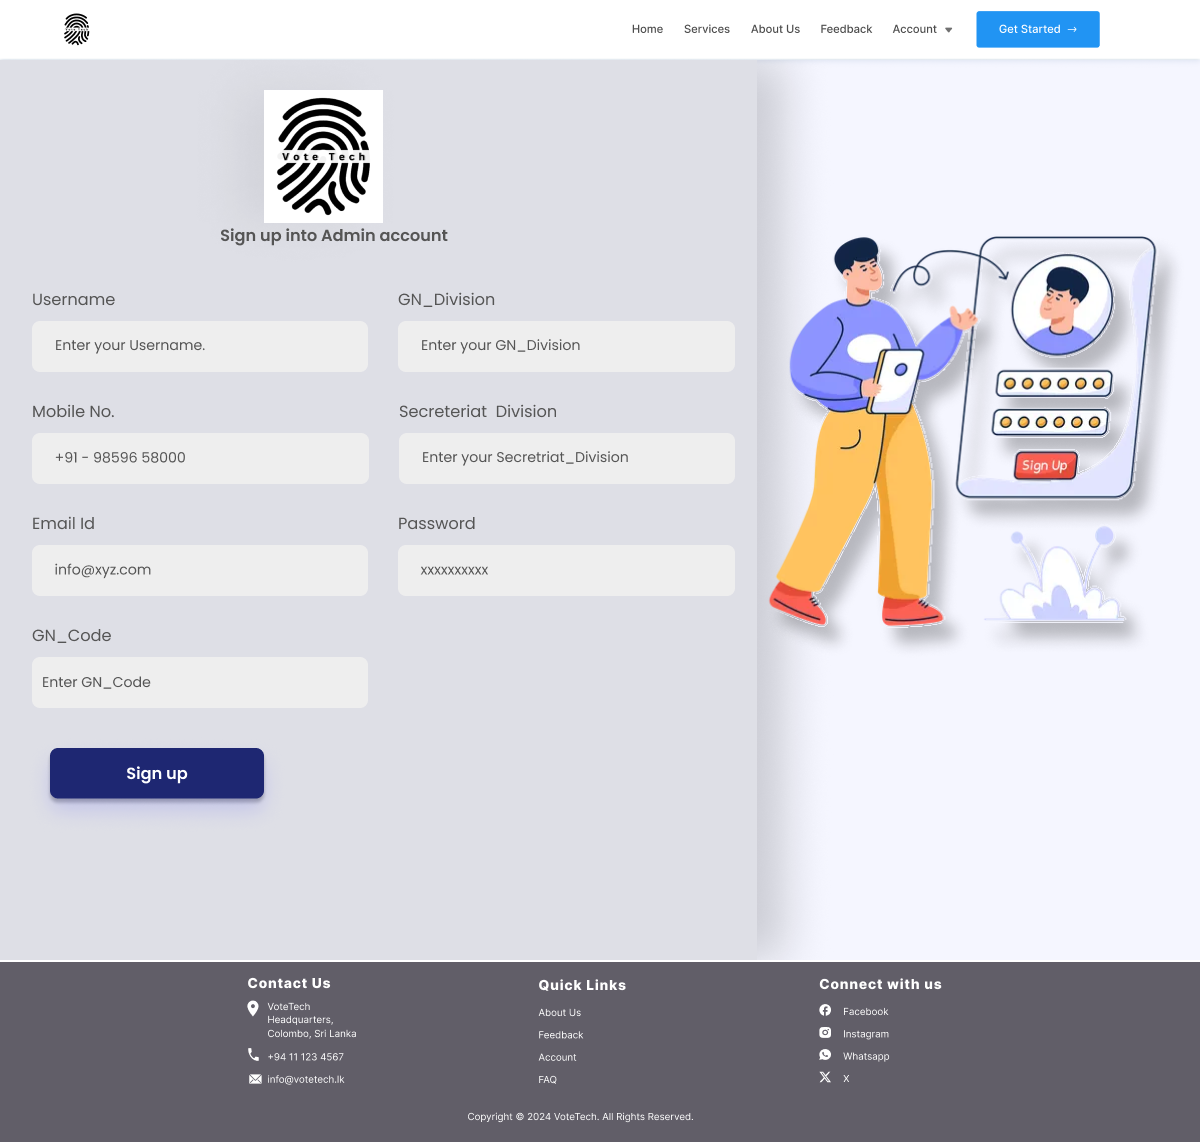 Home Services About Us Feedback Account Get Started →
Vote Tech
Sign up into Admin account
Username
Enter your Username.
GN_Division
Enter your GN_Division
Mobile No.
+91 - 98596 58000
Secreteriat Division
Enter your Secretriat_Division
Email Id
info@xyz.com
Password
xxxxxxxxxx
GN_Code
Enter GN_Code
Sign up
Sign Up
Contact Us
VoteTech
Headquarters,
Colombo, Sri Lanka
+94 11 123 4567
info@votetech.lk
Quick Links
About Us
Feedback
Account
FAQ
Connect with us
Facebook
Instagram
Whatsapp
X
Copyright © 2024 VoteTech. All Rights Reserved.